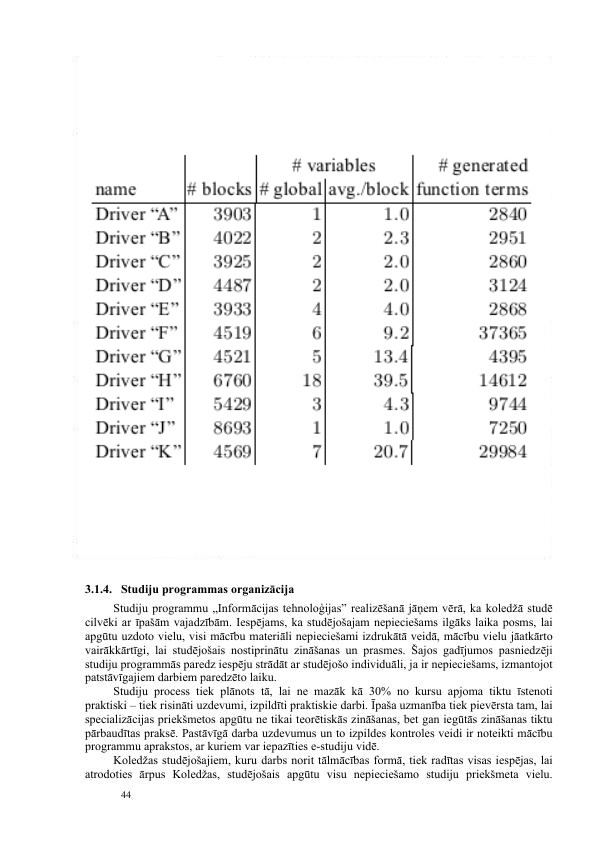 # variables # generated
name # blocks # global avg./block function terms
Driver “A” 3903 1 1.0 2840
Driver “B” 4022 2 2.3 2951
Driver “C” 3925 2 2.0 2860
Driver “D” 4487 2 2.0 3124
Driver “E” 3933 4 4.0 2868
Driver “F” 4519 6 9.2 37365
Driver “G” 4521 5 13.4 4395
Driver “H” 6760 18 39.5 14612
Driver “I” 5429 3 4.3 9744
Driver “J” 8693 1 1.0 7250
Driver “K” 4569 7 20.7 29984
3.1.4. Studiju programmas organizācija
Studiju programmu „Informācijas tehnoloģijas” realizēšanā jāņem vērā, ka koledžā studē
cilvēki ar īpašām vajadzībām. Iespējams, ka studējošajam nepieciešams ilgāks laika posms, lai
apgūtu uzdoto vielu, visi mācību materiāli nepieciešami izdrukātā veidā, mācību vielu jāatkārto
vairākkārtīgi, lai studējošais nostiprinātu zināšanas un prasmes. Šajos gadījumos pasniedzēji
studiju programmās paredz iespēju strādāt ar studējošo individuāli, ja ir nepieciešams, izmantojot
patstāvīgajiem darbiem paredzēto laiku.
Studiju process tiek plānots tā, lai ne mazāk kā 30% no kursu apjoma tiktu īstenoti
praktiski – tiek risināti uzdevumi, izpildīti praktiskie darbi. Īpaša uzmanība tiek pievērsta tam, lai
specializācijas priekšmetos apgūtu ne tikai teorētiskās zināšanas, bet gan iegūtās zināšanas tiktu
pārbaudītas praksē. Pastāvīgā darba uzdevumus un to izpildes kontroles veidi ir noteikti mācību
programmu aprakstos, ar kuriem var iepazīties e-studiju vidē.
Koledžas studējošajiem, kuru darbs norit tālmācības formā, tiek radītas visas iespējas, lai
atrodoties ārpus Koledžas, studējošais apgūtu visu nepieciešamo studiju priekšmeta vielu.
44